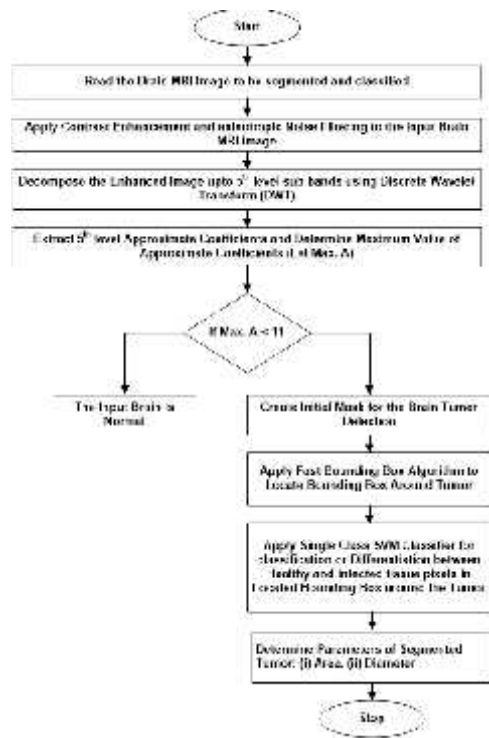 Start
Read the Brain MRI Image to be segmented and classified
Apply Contrast Enhancement and Anisotropic Noise Filtering to the Input Brain
MRI Image
Decompose the Enhanced Image upto 5th level sub bands using Discrete Wavelet
Transform (DWT)
Extract 5th level Approximate Coefficients and Determine Maximum Value of
Approximate Coefficients (Let Max. A)
If Max. A <
The Input Brain is
Normal
Create Initial Mask for the Brain Tumor
Detection
Apply Fast Bounding Box Algorithm to
Locate Bounding Box Around Tumor
Apply Single Class SVM Classifier for
classification or Differentiation between
healthy and infected tissue pixels in
Located Bounding Box around the Tumor
Determine Parameters of Segmented
Tumor: (i) Area, (ii) Diameter
Stop